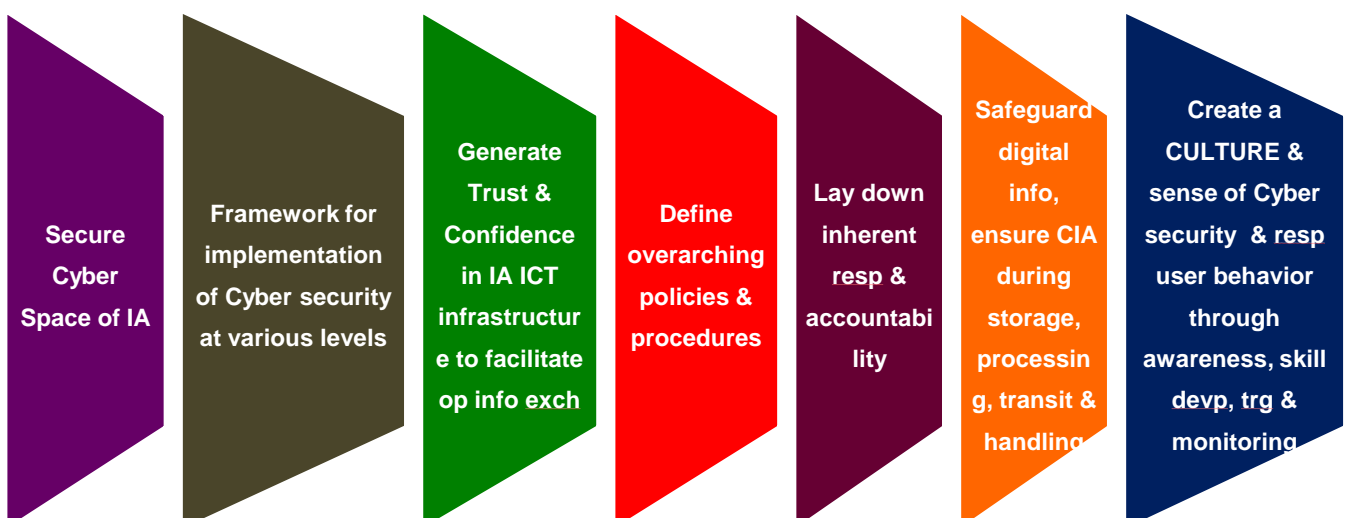 Secure
Cyber
Space of IA
Framework for
implementation
of Cyber security
at various levels
Generate
Trust &
Confidence
in IA ICT
infrastructur
e to facilitate
op info exch
Define
overarching
policies &
procedures
Lay down
inherent
resp &
accountabi
lity
Safeguard
digital
info,
ensure CIA
during
storage,
processin
g, transit &
handling
Create a
CULTURE &
sense of Cyber
security & resp
user behavior
through
awareness, skill
devp, trg &
monitoring